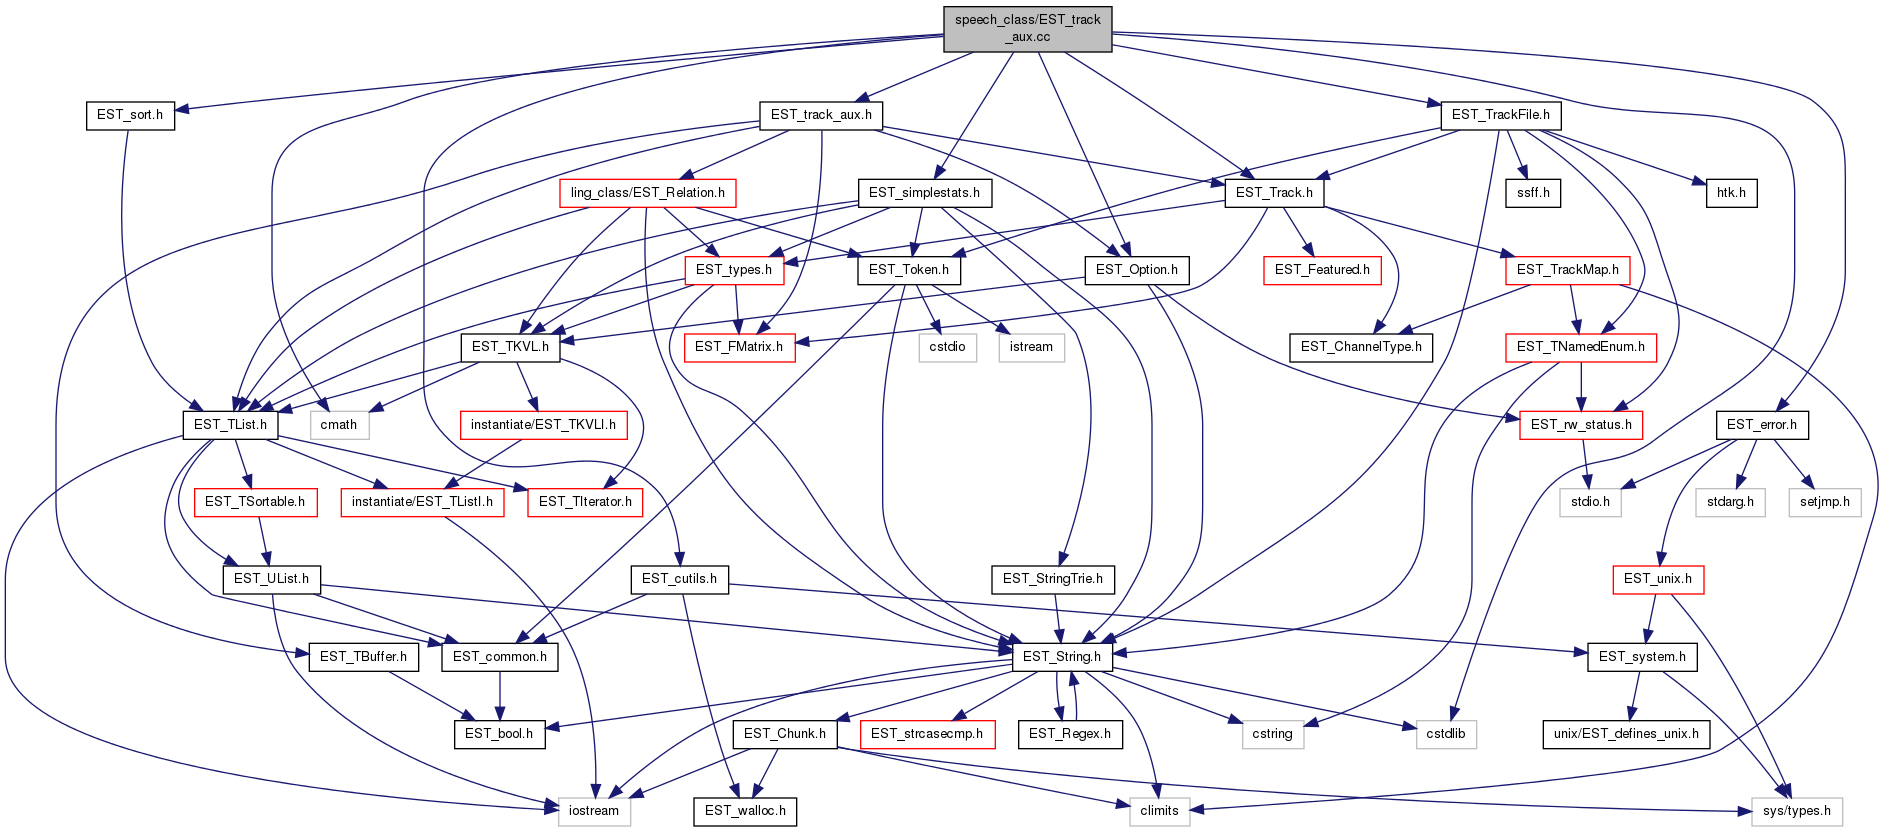 speech_class/EST_track
_aux.cc
EST_sort.h
EST_track_aux.h
EST_TrackFile.h
ling_class/EST_Relation.h
EST_simplestats.h
EST_Track.h
ssff.h
htk.h
EST_types.h
EST_Token.h
EST_Option.h
EST_Featured.h
EST_TrackMap.h
EST_TKVL.h
EST_FMatrix.h
cstdio
istream
EST_ChannelType.h
EST_TNamedEnum.h
EST_TList.h
cmath
instantiate/EST_TKVLI.h
EST_rw_status.h
EST_error.h
EST_TSortable.h
instantiate/EST_TListI.h
EST_TIterator.h
stdio.h
stdarg.h
setjmp.h
EST_UList.h
EST_cutils.h
EST_StringTrie.h
EST_unix.h
EST_TBuffer.h
EST_common.h
EST_String.h
EST_system.h
EST_bool.h
EST_Chunk.h
EST_strcasecmp.h
EST_Regex.h
cstring
cstdlib
unix/EST_defines_unix.h
iostream
EST_walloc.h
climits
sys/types.h